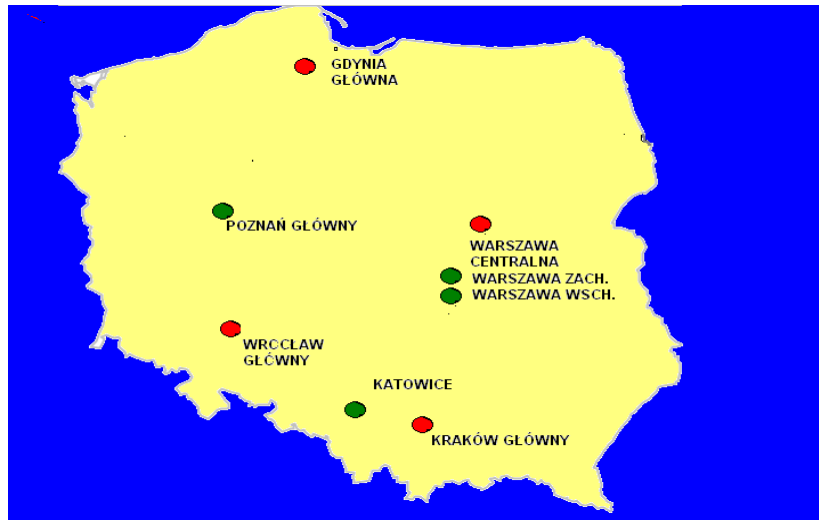 GDYNIA
GŁÓWNA
POZNAŃ GŁÓWNY
WARSZAWA
CENTRALNA
WARSZAWA ZACH.
WARSZAWA WSCH.
WROCŁAW
GŁÓWNY
KATOWICE
KRAKÓW GŁÓWNY